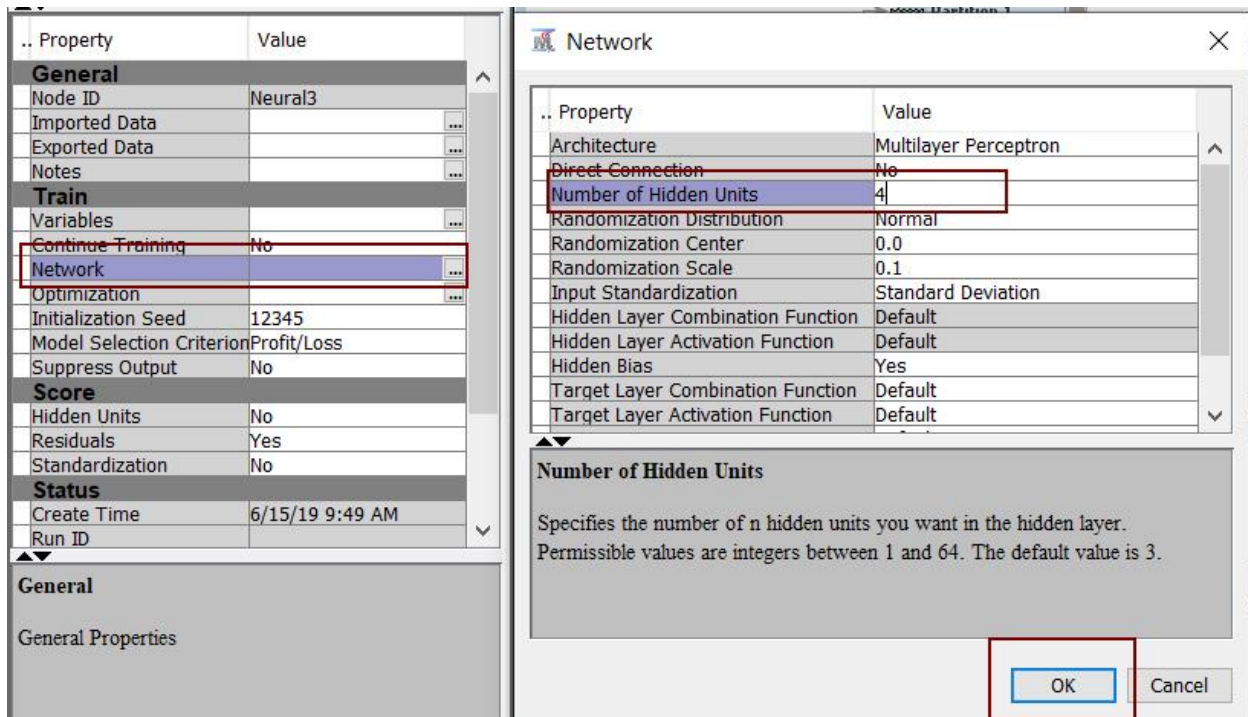 Partition 1
.. Property Value
General
Node ID Neural3
Imported Data ...
Exported Data ...
Notes ...
Train
Variables ...
Continue Training No
Network ...
Optimization ...
Initialization Seed 12345
Model Selection Criterion Profit/Loss
Suppress Output No
Score
Hidden Units No
Residuals Yes
Standardization No
Status
Create Time 6/15/19 9:49 AM
Run ID
General
General Properties
Network
.. Property Value
Architecture Multilayer Perceptron
Direct Connection No
Number of Hidden Units 4
Randomization Distribution Normal
Randomization Center 0.0
Randomization Scale 0.1
Input Standardization Standard Deviation
Hidden Layer Combination Function Default
Hidden Layer Activation Function Default
Hidden Bias Yes
Target Layer Combination Function Default
Target Layer Activation Function Default
Number of Hidden Units
Specifies the number of n hidden units you want in the hidden layer.
Permissible values are integers between 1 and 64. The default value is 3.
OK Cancel